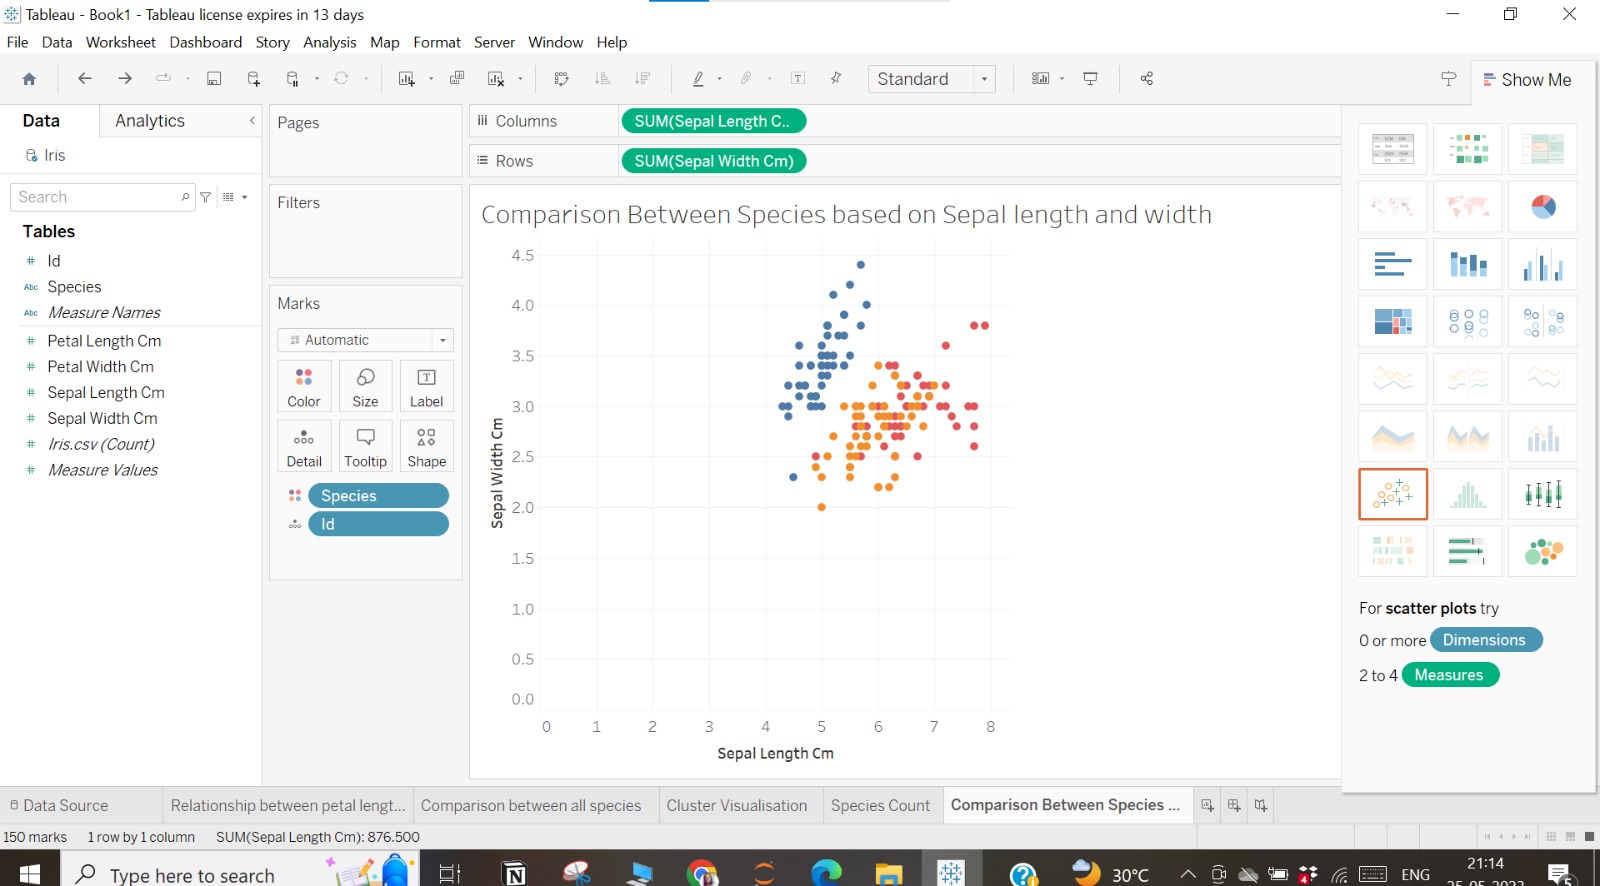 Tableau - Book1 - Tableau license expires in 13 days
File Data Worksheet Dashboard Story Analysis Map Format Server Window Help
Standard
Show Me
Data Analytics
Iris
Search
Tables
Id
Abc Species
Abc Measure Names
Petal Length Cm
Petal Width Cm
Sepal Length Cm
Sepal Width Cm
Iris.csv (Count)
Measure Values
Pages
Filters
Marks
Automatic
Color Size Label
Detail Tooltip Shape
Species
Id
Columns SUM(Sepal Length C..
Rows SUM(Sepal Width Cm)
Comparison Between Species based on Sepal length and width
4.5
4.0
3.5
3.0
2.5
2.0
1.5
1.0
0.5
0.0
Sepal Width Cm
0 1 2 3 4 5 6 7 8
Sepal Length Cm
For scatter plots try
0 or more Dimensions
2 to 4 Measures
Data Source Relationship between petal lengt... Comparison between all species Cluster Visualisation Species Count Comparison Between Species ...
150 marks 1 row by 1 column SUM(Sepal Length Cm): 876.500
Type here to search 30°C ENG 21:14